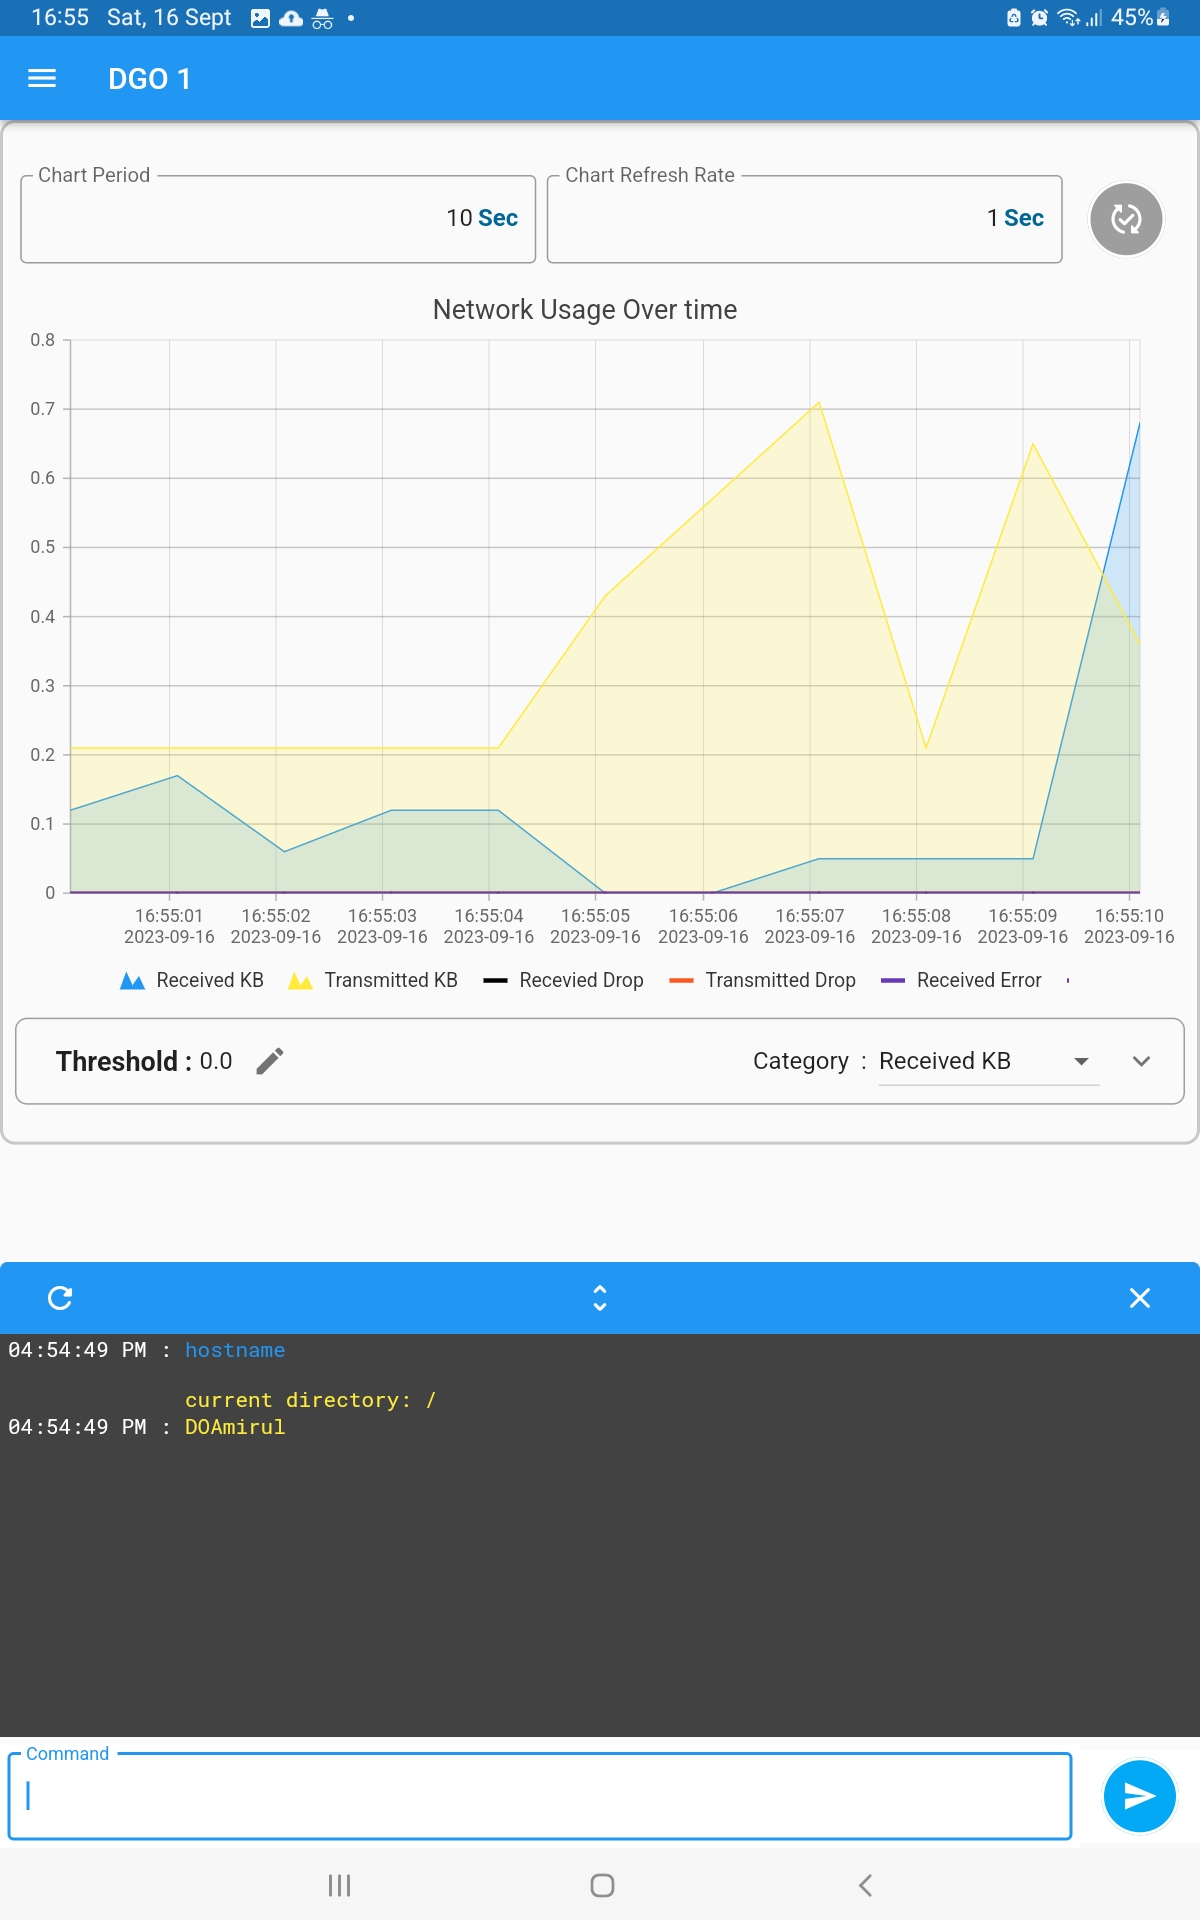 16:55 Sat, 16 Sept 45%
DGO 1
Chart Period Chart Refresh Rate
10 Sec 1 Sec
Network Usage Over time
0.8
0.7
0.6
0.5
0.4
0.3
0.2
0.1
0
16:55:01 16:55:02 16:55:03 16:55:04 16:55:05 16:55:06 16:55:07 16:55:08 16:55:09 16:55:10
2023-09-16 2023-09-16 2023-09-16 2023-09-16 2023-09-16 2023-09-16 2023-09-16 2023-09-16 2023-09-16 2023-09-16
Received KB Transmitted KB Recevied Drop Transmitted Drop Received Error
Threshold : 0.0 Category : Received KB
04:54:49 PM : hostname
current directory: /
04:54:49 PM : DOAmirul
Command